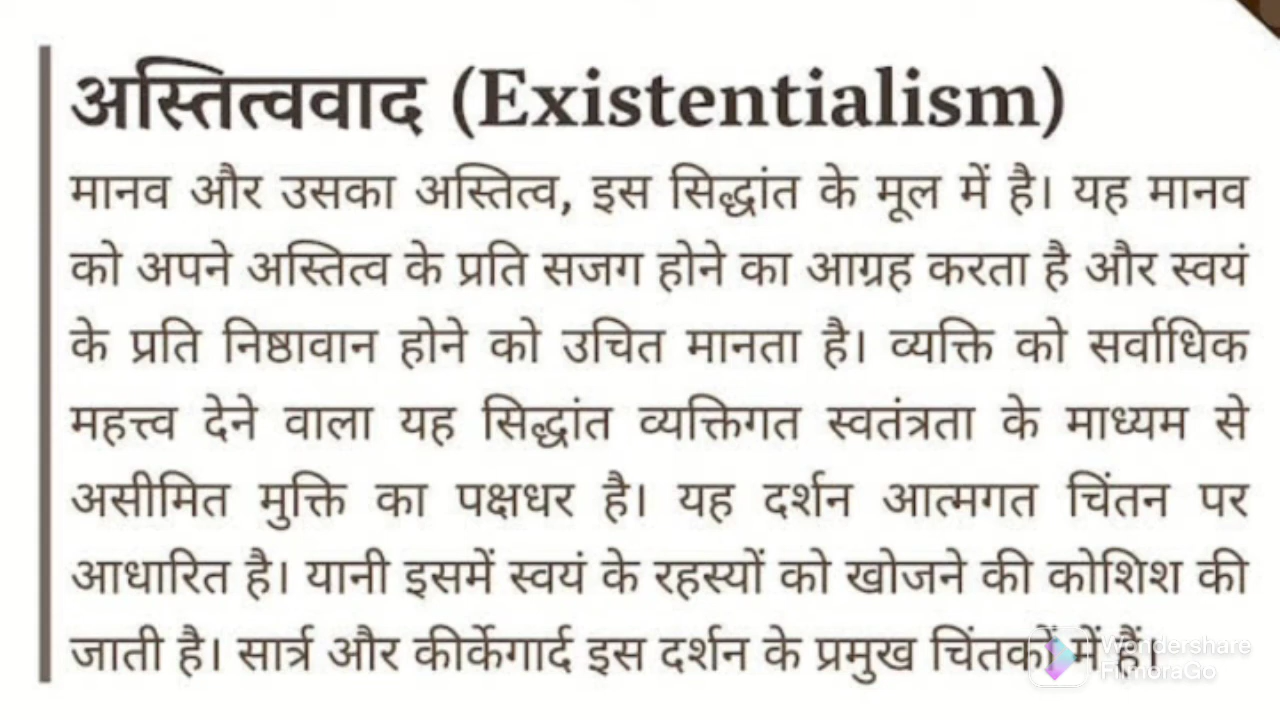 अस्तित्ववाद (Existentialism)
मानव और उसका अस्तित्व, इस सिद्धांत के मूल में है। यह मानव
को अपने अस्तित्व के प्रति सजग होने का आग्रह करता है और स्वयं
के प्रति निष्ठावान होने को उचित मानता है। व्यक्ति को सर्वाधिक
महत्त्व देने वाला यह सिद्धांत व्यक्तिगत स्वतंत्रता के माध्यम से
असीमित मुक्ति का पक्षधर है। यह दर्शन आत्मगत चिंतन पर
आधारित है। यानी इसमें स्वयं के रहस्यों को खोजने की कोशिश की
जाती है। सार्त्र और कीर्केगार्द इस दर्शन के प्रमुख चिंतकों में हैं।
Wondershare
FilmoraGo